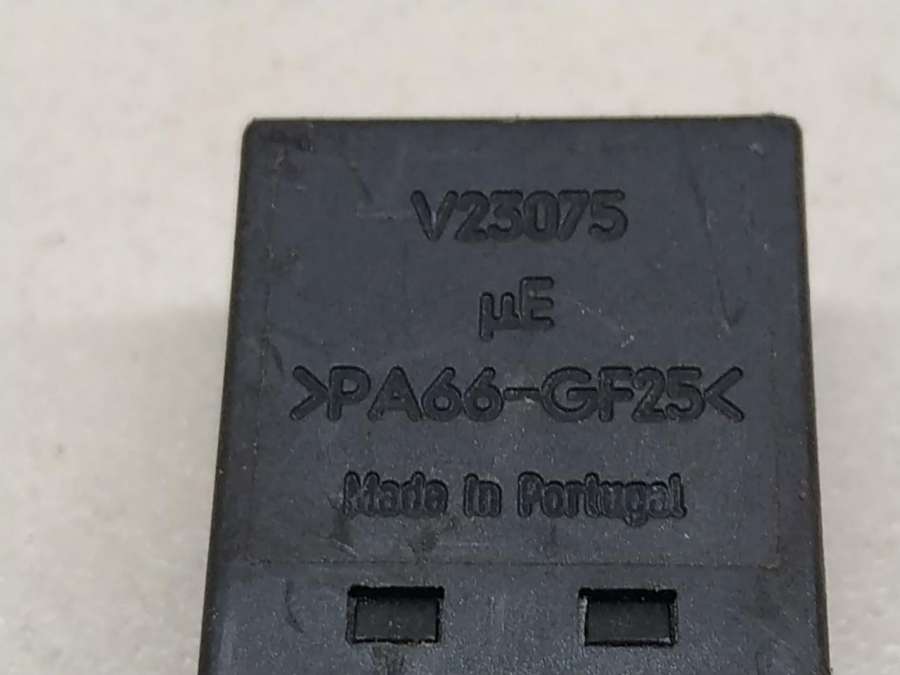 V23075
µE
>PA66-GF25<
Made in Portugal